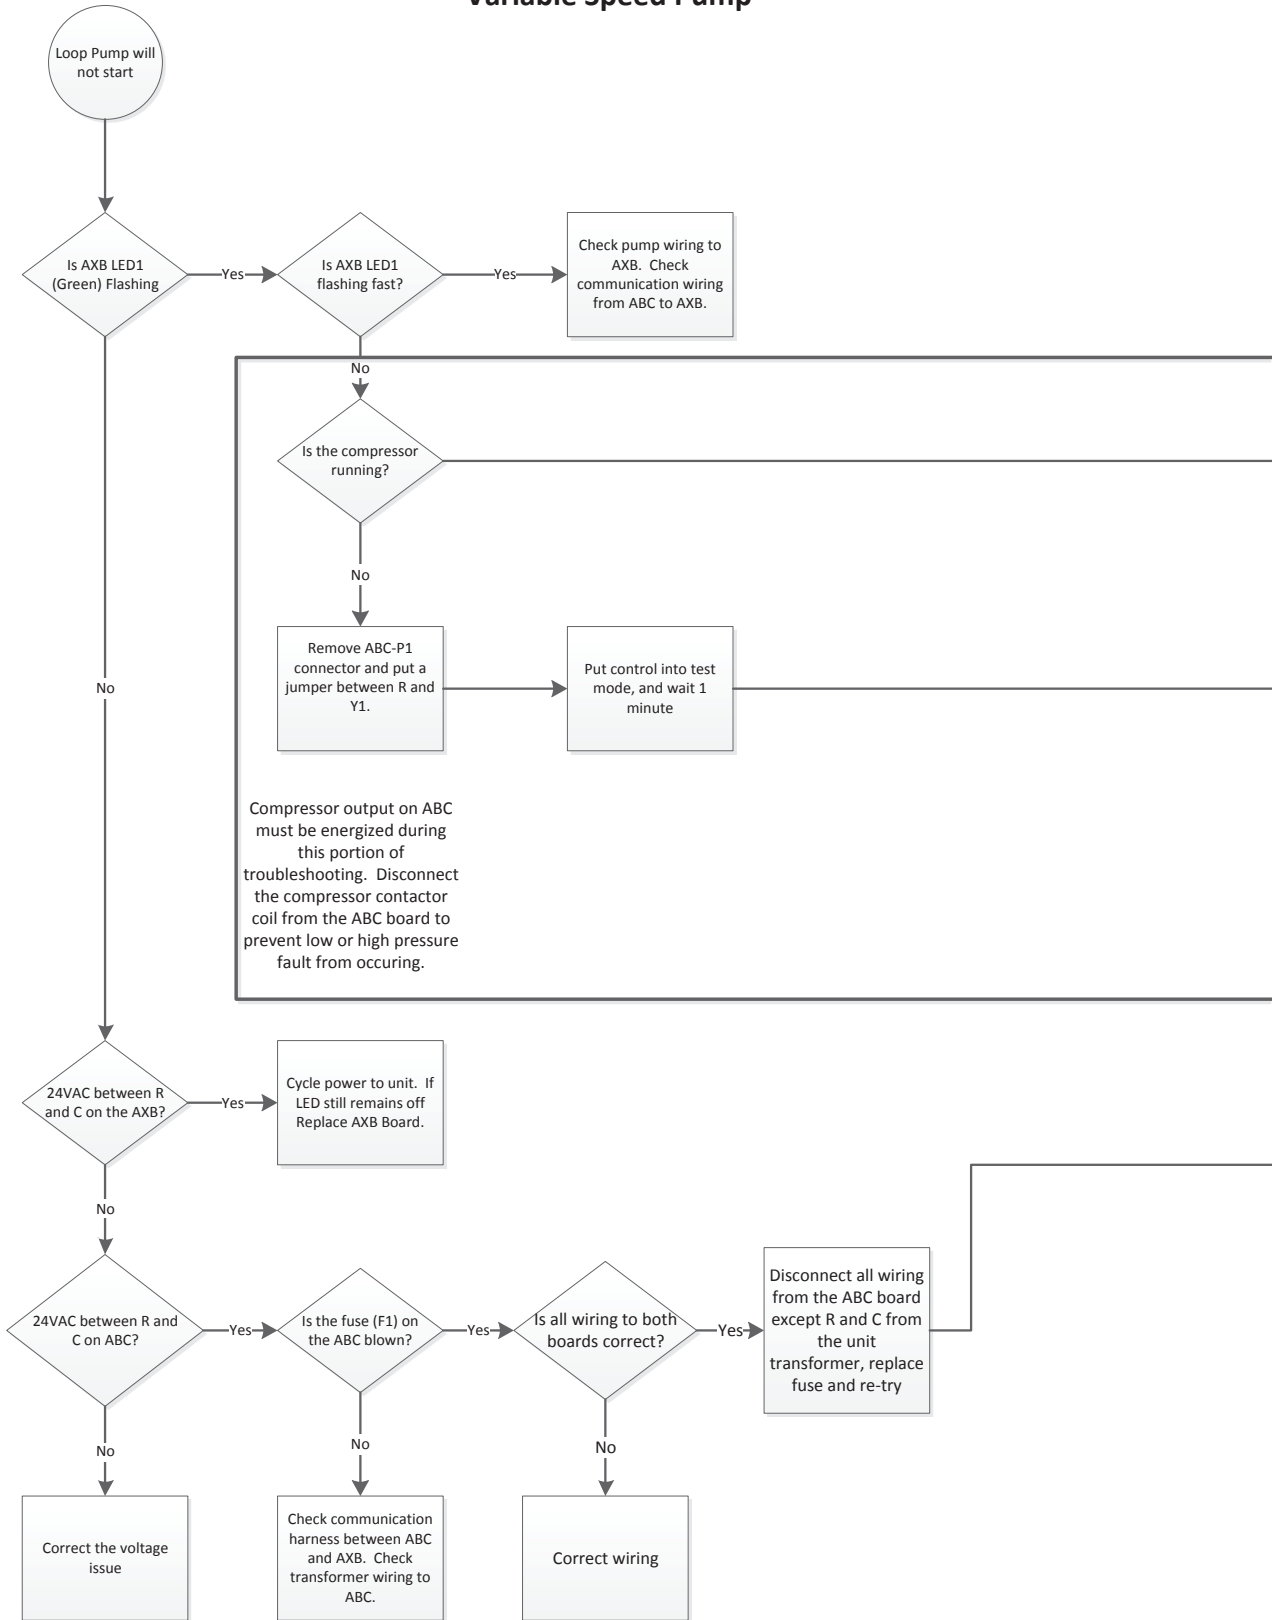 Variable Speed Pump
Loop Pump will
not start
Is AXB LED1
(Green) Flashing
Yes
Is AXB LED1
flashing fast?
Yes
Check pump wiring to
AXB. Check
communication wiring
from ABC to AXB.
No
Is the compressor
running?
No
Remove ABC-P1
connector and put a
jumper between R and
Y1.
Put control into test
mode, and wait 1
minute
No
Compressor output on ABC
must be energized during
this portion of
troubleshooting. Disconnect
the compressor contactor
coil from the ABC board to
prevent low or high pressure
fault from occuring.
24VAC between R
and C on the AXB?
Yes
Cycle power to unit. If
LED still remains off
Replace AXB Board.
No
24VAC between R and
C on ABC?
Yes
Is the fuse (F1) on
the ABC blown?
Yes
Is all wiring to both
boards correct?
Yes
Disconnect all wiring
from the ABC board
except R and C from
the unit
transformer, replace
fuse and re-try
No
No
No
Correct the voltage
issue
Check communication
harness between ABC
and AXB. Check
transformer wiring to
ABC.
Correct wiring